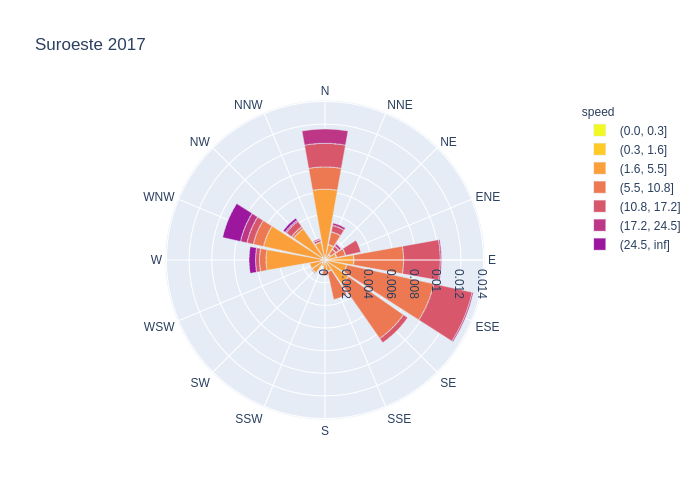 Suroeste 2017
N
NNE
NE
ENE
E
ESE
SE
SSE
S
SSW
SW
WSW
W
WNW
NW
NNW
0
0.002
0.004
0.006
0.008
0.01
0.012
0.014
speed
(0.0, 0.3]
(0.3, 1.6]
(1.6, 5.5]
(5.5, 10.8]
(10.8, 17.2]
(17.2, 24.5]
(24.5, inf]